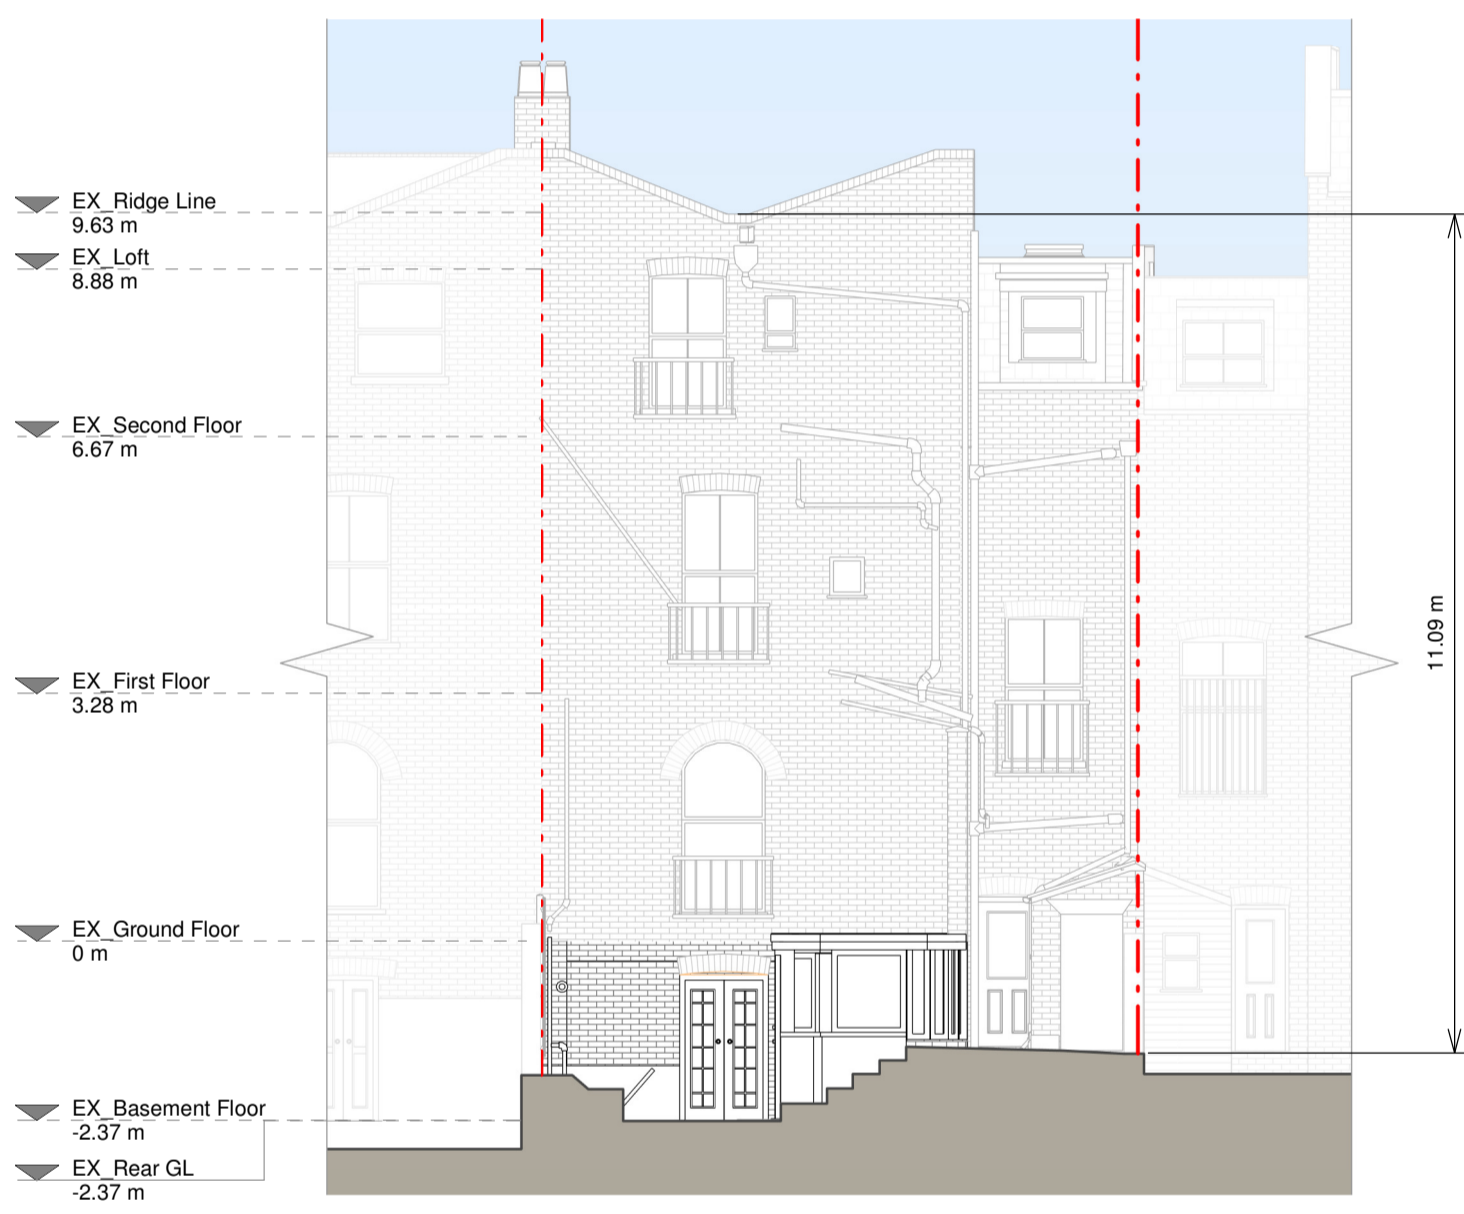 EX_Ridge Line
9.63 m
EX_Loft
8.88 m
EX_Second Floor
6.67 m
EX_First Floor
3.28 m
11.09 m
EX_Ground Floor
0 m
EX_Basement Floor
-2.37 m
EX_Rear GL
-2.37 m